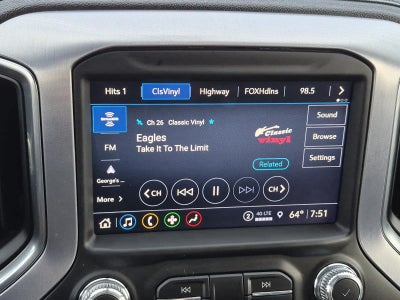 Hits 1 ClsVinyl Highway FOXHdlns 98.5
Ch 26 Classic Vinyl
Sound
Eagles
Classic
vinyl
Browse
FM
Take It To The Limit
Related
Settings
George's ...
More
CH
CH
2 4G LTE 64° 7:51